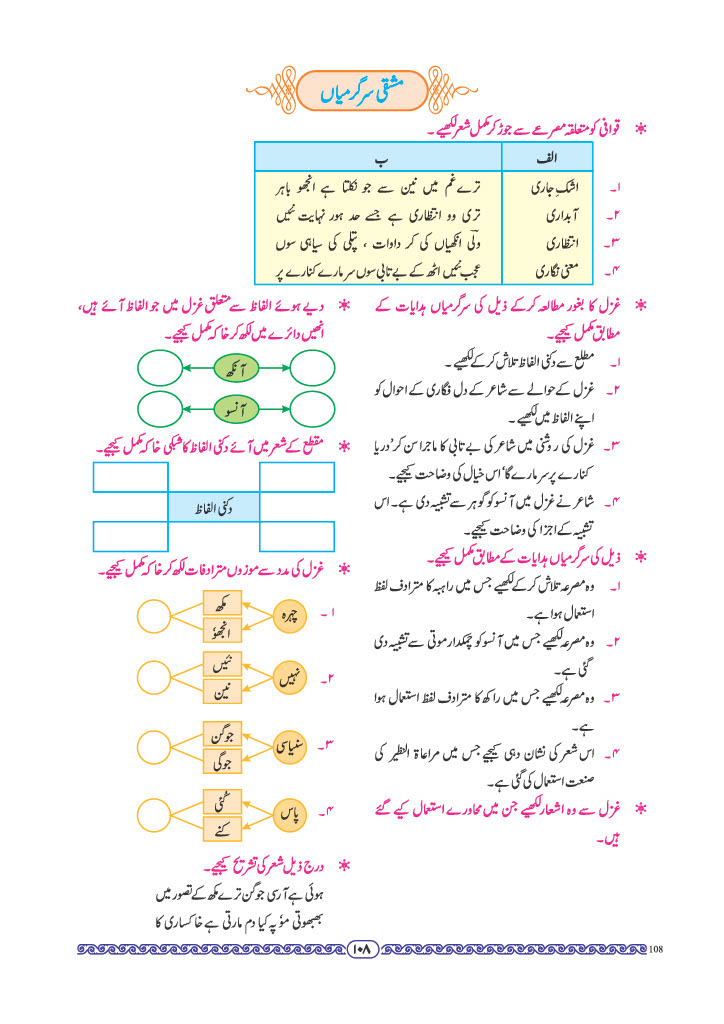 مشقی سرگرمیاں
* قوافی کو متعلقہ مصرعے سے جوڑ کر مکمل شعر لکھیے۔
الف ب
۱۔ اشک جاری ترے غم میں نین سے جو نکلتا ہے انجھو باہر
۲۔ آبداری تری وو انتظاری ہے جسے حد ہور نہایت نئیں
۳۔ انتظاری ولؔی انکھیاں کی کر داوات ، پتلی کی سیاہی سوں
۴۔ معنی نگاری عجب نئیں اٹھ کے بے تابی سوں سر مارے کنارے پر
* غزل کا بغور مطالعہ کرکے ذیل کی سرگرمیاں ہدایات کے
مطابق مکمل کیجیے۔
۱۔ مطلع سے دکنی الفاظ تلاش کرکے لکھیے۔
۲۔ غزل کے حوالے سے شاعر کے دل فگاری کے احوال کو
اپنے الفاظ میں لکھیے۔
۳۔ غزل کی روشنی میں شاعر کی بے تابی کا ماجرا سن کر ’دریا
کنارے پر سر مارے گا‘ اس خیال کی وضاحت کیجیے۔
۴۔ شاعر نے غزل میں آنسو کو گوہر سے تشبیہ دی ہے۔ اس
تشبیہ کے اجزا کی وضاحت کیجیے۔
* ذیل کی سرگرمیاں ہدایات کے مطابق مکمل کیجیے۔
۱۔ وہ مصرعہ تلاش کرکے لکھیے جس میں راہبہ کا مترادف لفظ
استعمال ہوا ہے۔
۲۔ وہ مصرعہ لکھیے جس میں آنسو کو چمکدار موتی سے تشبیہ دی
گئی ہے۔
۳۔ وہ مصرعہ لکھیے جس میں راکھ کا مترادف لفظ استعمال ہوا
ہے۔
۴۔ اس شعر کی نشان دہی کیجیے جس میں مراعاۃ النظیر کی
صنعت استعمال کی گئی ہے۔
* غزل سے وہ اشعار لکھیے جن میں محاورے استعمال کیے گئے
ہیں۔
* دیے ہوئے الفاظ سے متعلق غزل میں جو الفاظ آئے ہیں،
انھیں دائرے میں لکھ کر خاکہ مکمل کیجیے۔
آنکھ
آنسو
* مقطع کے شعر میں آئے دکنی الفاظ کا شبکی خاکہ مکمل کیجیے۔
دکنی الفاظ
* غزل کی مدد سے موزوں مترادفات لکھ کر خاکہ مکمل کیجیے۔
۱۔ چہرہ مکھ
انجھوٗ
۲۔ نہیں نئیں
نین
۳۔ سنیاسی جوگن
جوگی
۴۔ پاس کئی
کنے
* درج ذیل شعر کی تشریح کیجیے۔
ہوئی ہے آرسی جوگن ترے مکھ کے تصور میں
بھبھوتی موٗ پہ کیا دم مارتی ہے خاکساری کا
۱۰۸ 108